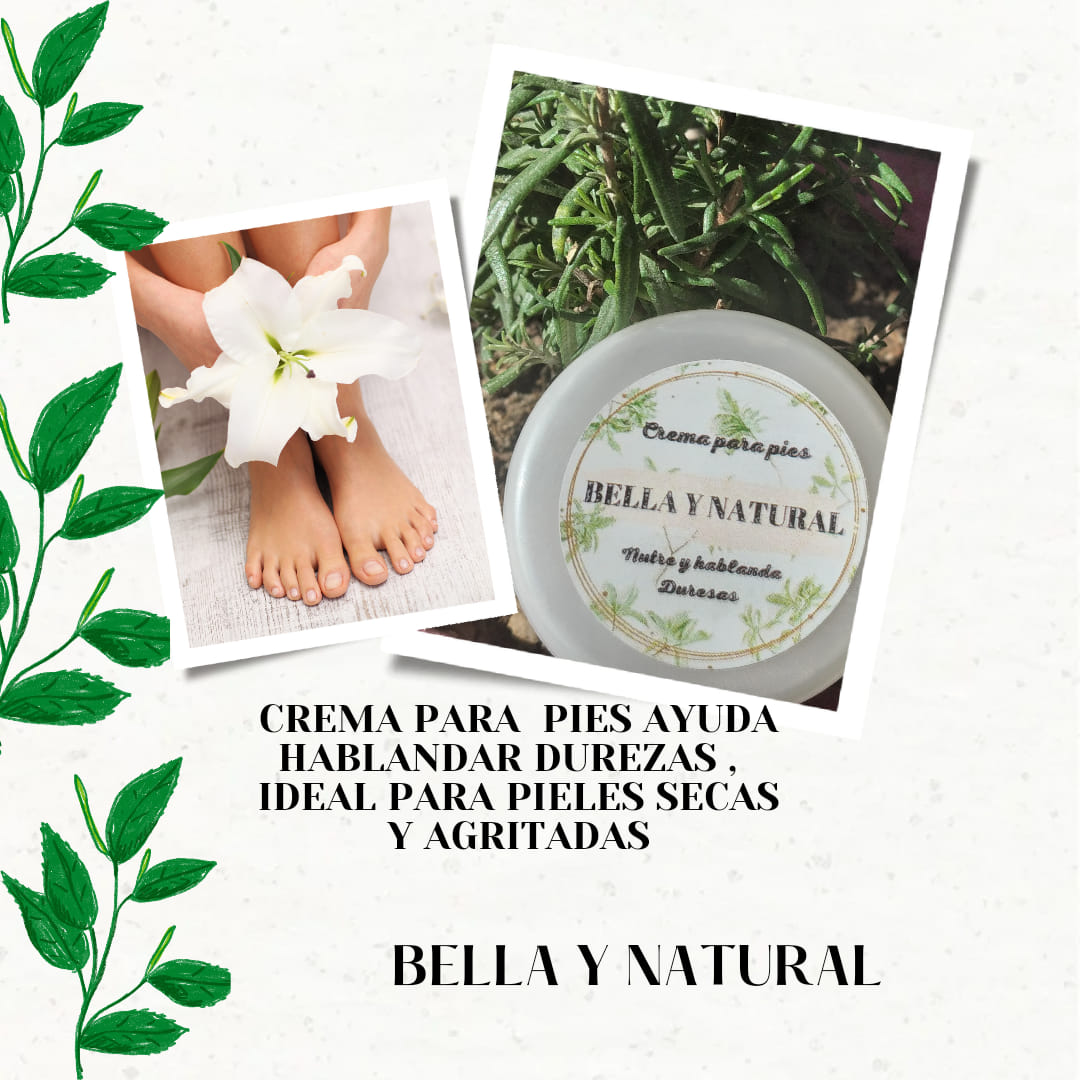 Crema para pies
BELLA Y NATURAL
Nutre y hablanda
Duresas
CREMA PARA PIES AYUDA
HABLANDAR DUREZAS ,
IDEAL PARA PIELES SECAS
Y AGRITADAS
BELLA Y NATURAL